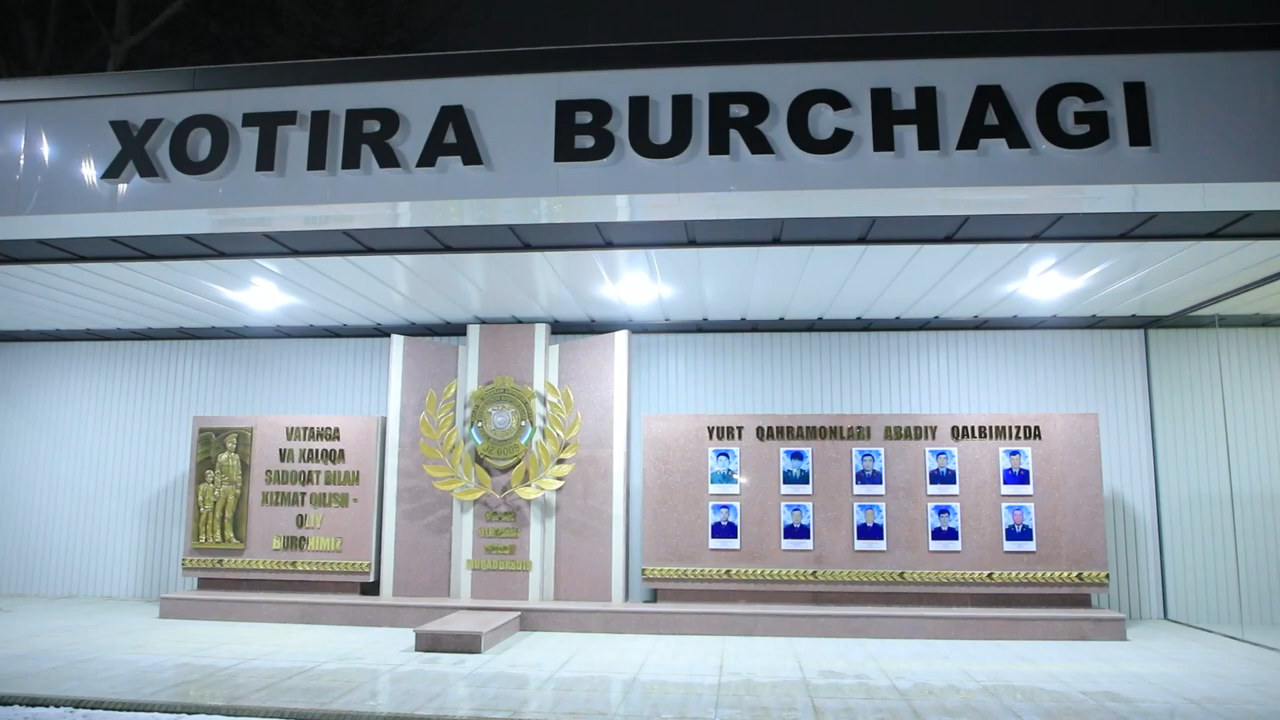 XOTIRA BURCHAGI
VATANGA
VA XALQQA
SADOQAT BILAN
XIZMAT QILISH -
OLIY
BURCHIMIZ
YURT QAHRAMONLARI ABADIY QALBIMIZDA